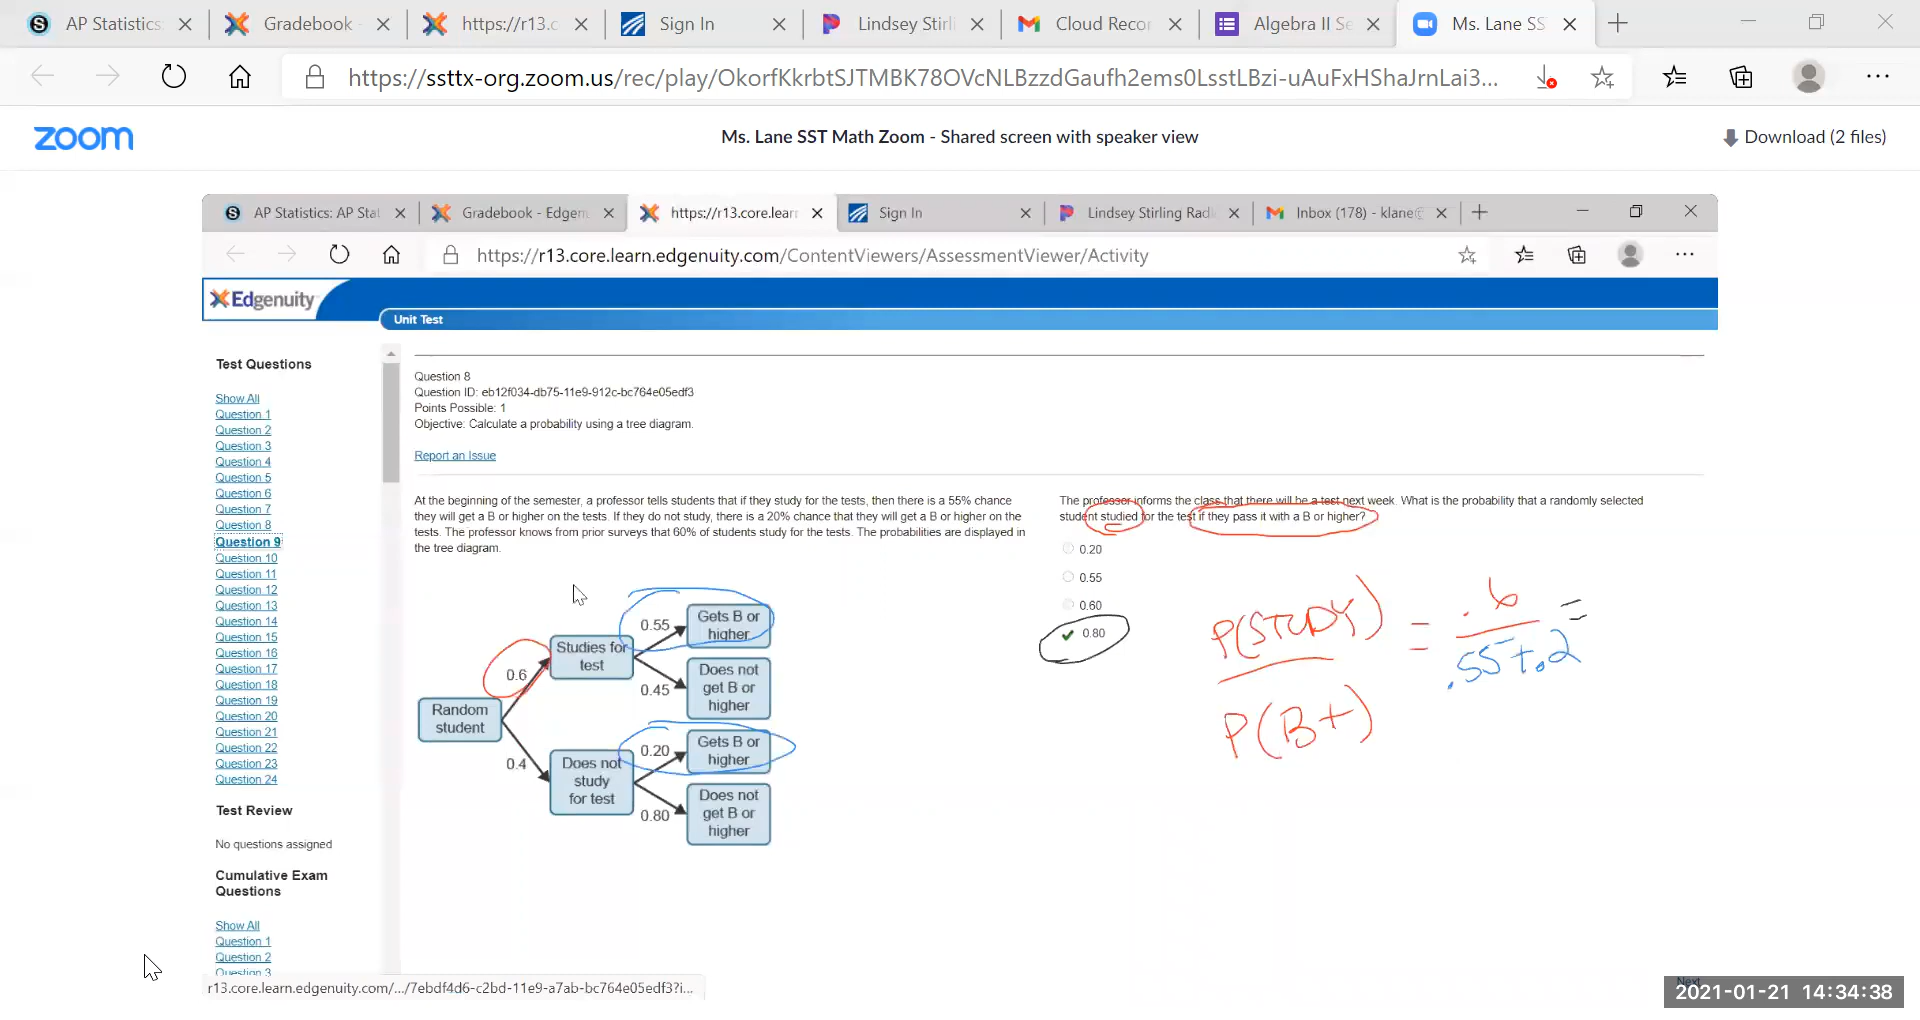 AP Statistics:
Gradebook -
https://r13.c
Sign In
Lindsey Stirli
Cloud Recor
Algebra II Se
Ms. Lane SS
https://ssttx-org.zoom.us/rec/play/OkorfKkrbtSJTMBK78OVcNLBzzdGaufh2ems0LsstLBzi-uAuFxHShaJrnLai3...
zoom
Ms. Lane SST Math Zoom - Shared screen with speaker view
Download (2 files)
AP Statistics: AP Stat
Gradebook - Edgen
https://r13.core.learn
Sign In
Lindsey Stirling Radi
Inbox (178) - klane@
https://r13.core.learn.edgenuity.com/ContentViewers/AssessmentViewer/Activity
Edgenuity
Unit Test
Test Questions
Show All
Question 1
Question 2
Question 3
Question 4
Question 5
Question 6
Question 7
Question 8
Question 9
Question 10
Question 11
Question 12
Question 13
Question 14
Question 15
Question 16
Question 17
Question 18
Question 19
Question 20
Question 21
Question 22
Question 23
Question 24
Test Review
No questions assigned
Cumulative Exam
Questions
Show All
Question 1
Question 2
Question 3
r13.core.learn.edgenuity.com/.../7ebdf4d6-c2bd-11e9-a7ab-bc764e05edf3?i...
Question 8
Question ID: eb12f034-db75-11e9-912c-bc764e05edf3
Points Possible: 1
Objective: Calculate a probability using a tree diagram.
Report an Issue
At the beginning of the semester, a professor tells students that if they study for the tests, then there is a 55% chance
they will get a B or higher on the tests. If they do not study, there is a 20% chance that they will get a B or higher on the
tests. The professor knows from prior surveys that 60% of students study for the tests. The probabilities are displayed in
the tree diagram.
Random
student
0.6
0.4
Studies for
test
Does not
study
for test
0.55
0.45
0.20
0.80
Gets B or
higher
Does not
get B or
higher
Gets B or
higher
Does not
get B or
higher
The professor informs the class that there will be a test next week. What is the probability that a randomly selected
student studied for the test if they pass it with a B or higher?
0.20
0.55
0.60
0.80
P(STUDY)
P(B+)
= .6
.55+.2
=
Next
2021-01-21 14:34:38